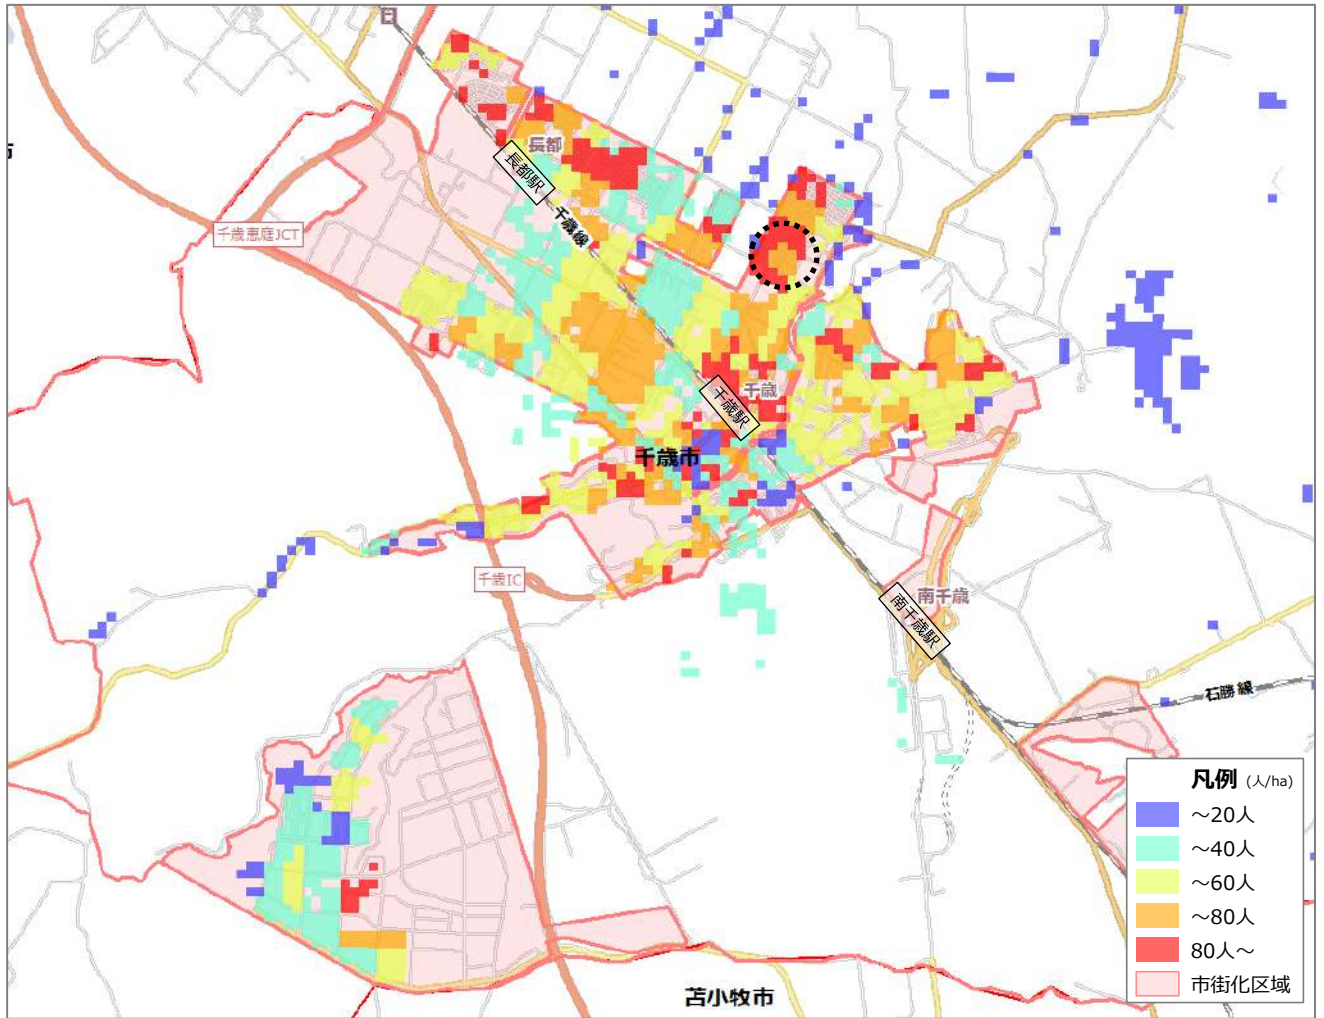 長都
長都駅
千歳線
千歳恵庭JCT
千歳
千歳駅
千歳市
千歳IC
南千歳
南千歳駅
石勝線
苫小牧市
凡例 (人/ha)
～20人
～40人
～60人
～80人
80人～
市街化区域